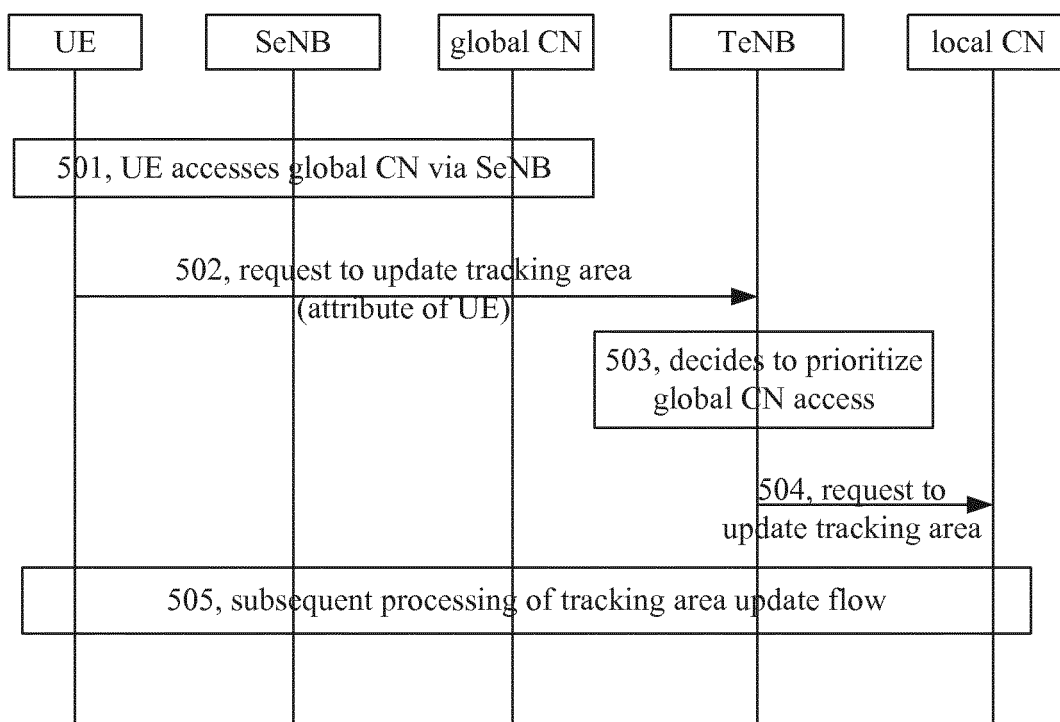 UE
SeNB
global CN
TeNB
local CN
501, UE accesses global CN via SeNB
502, request to update tracking area
(attribute of UE)
503, decides to prioritize
global CN access
504, request to
update tracking area
505, subsequent processing of tracking area update flow